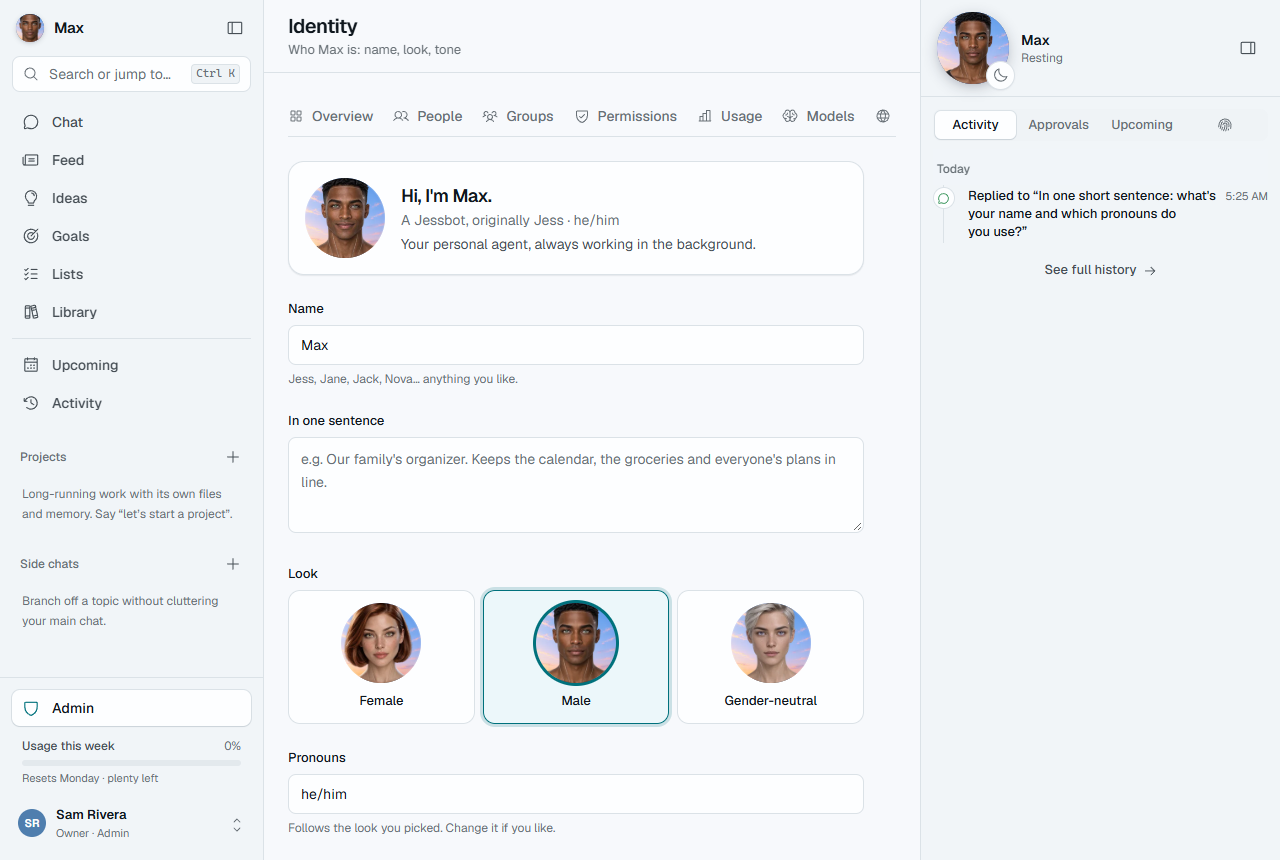 Max
Search or jump to...
Ctrl K
Chat
Feed
Ideas
Goals
Lists
Library
Upcoming
Activity
Projects
Long-running work with its own files
and memory. Say “let's start a project”.
Side chats
Branch off a topic without cluttering
your main chat.
Admin
Usage this week 0%
Resets Monday · plenty left
SR
Sam Rivera
Owner · Admin
Identity
Who Max is: name, look, tone
Overview People Groups Permissions Usage Models
Hi, I'm Max.
A Jessbot, originally Jess · he/him
Your personal agent, always working in the background.
Name
Max
Jess, Jane, Jack, Nova... anything you like.
In one sentence
e.g. Our family's organizer. Keeps the calendar, the groceries and everyone's plans in
line.
Look
Female Male Gender-neutral
Pronouns
he/him
Follows the look you picked. Change it if you like.
Max
Resting
Activity Approvals Upcoming
Today
Replied to “In one short sentence: what's 5:25 AM
your name and which pronouns do
you use?”
See full history →